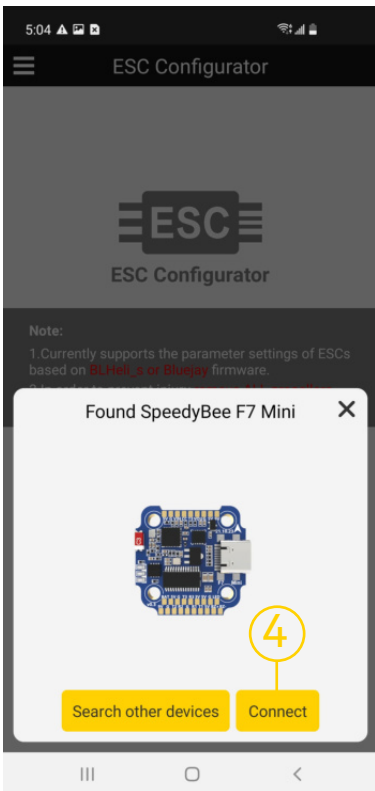 5:04
ESC Configurator
ESC
ESC Configurator
Note:
1.Currently supports the parameter settings of ESCs
based on BLHeli_s or Bluejay firmware.
Found SpeedyBee F7 Mini
4
Search other devices
Connect